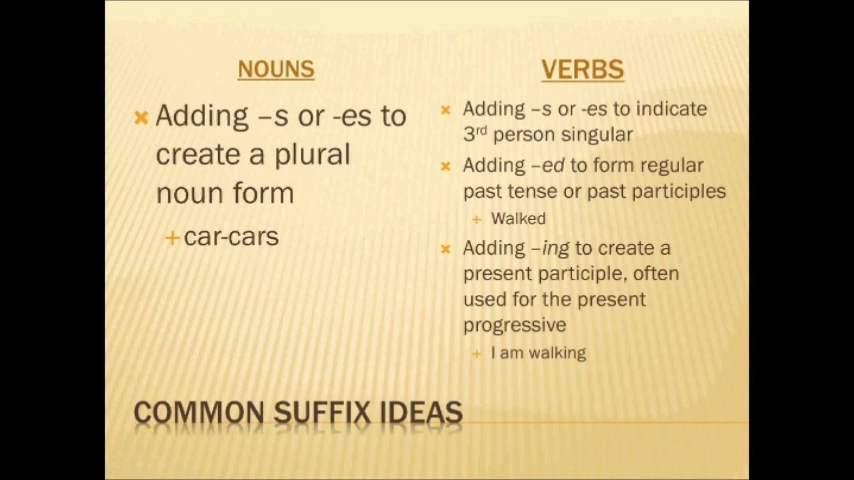 NOUNS
Adding –s or -es to
create a plural
noun form
car-cars
VERBS
Adding –s or -es to indicate
3rd person singular
Adding –ed to form regular
past tense or past participles
Walked
Adding –ing to create a
present participle, often
used for the present
progressive
I am walking
COMMON SUFFIX IDEAS